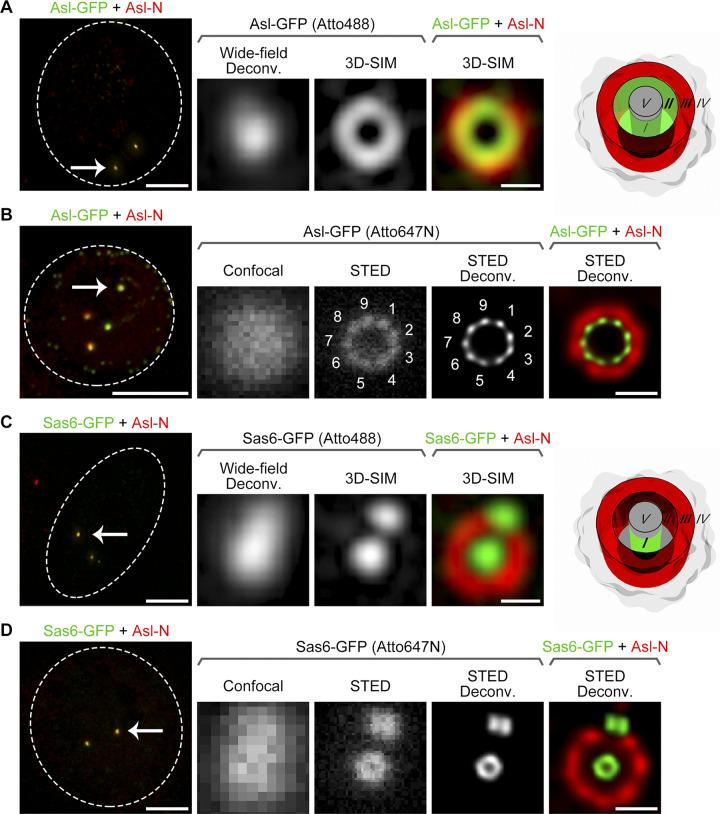 A
Asl-GFP + Asl-N
Asl-GFP (Atto488)
Asl-GFP + Asl-N
Wide-field
Deconv.
3D-SIM
3D-SIM
V II III IV
I
B
Asl-GFP + Asl-N
Asl-GFP (Atto647N)
Asl-GFP + Asl-N
Confocal
STED
STED
Deconv.
STED
Deconv.
9 1 2 3 4 5 6 7 8
9 1 2 3 4 5 6 7 8
C
Sas6-GFP + Asl-N
Sas6-GFP (Atto488)
Sas6-GFP + Asl-N
Wide-field
Deconv.
3D-SIM
3D-SIM
V II III IV
I
D
Sas6-GFP + Asl-N
Sas6-GFP (Atto647N)
Sas6-GFP + Asl-N
Confocal
STED
STED
Deconv.
STED
Deconv.